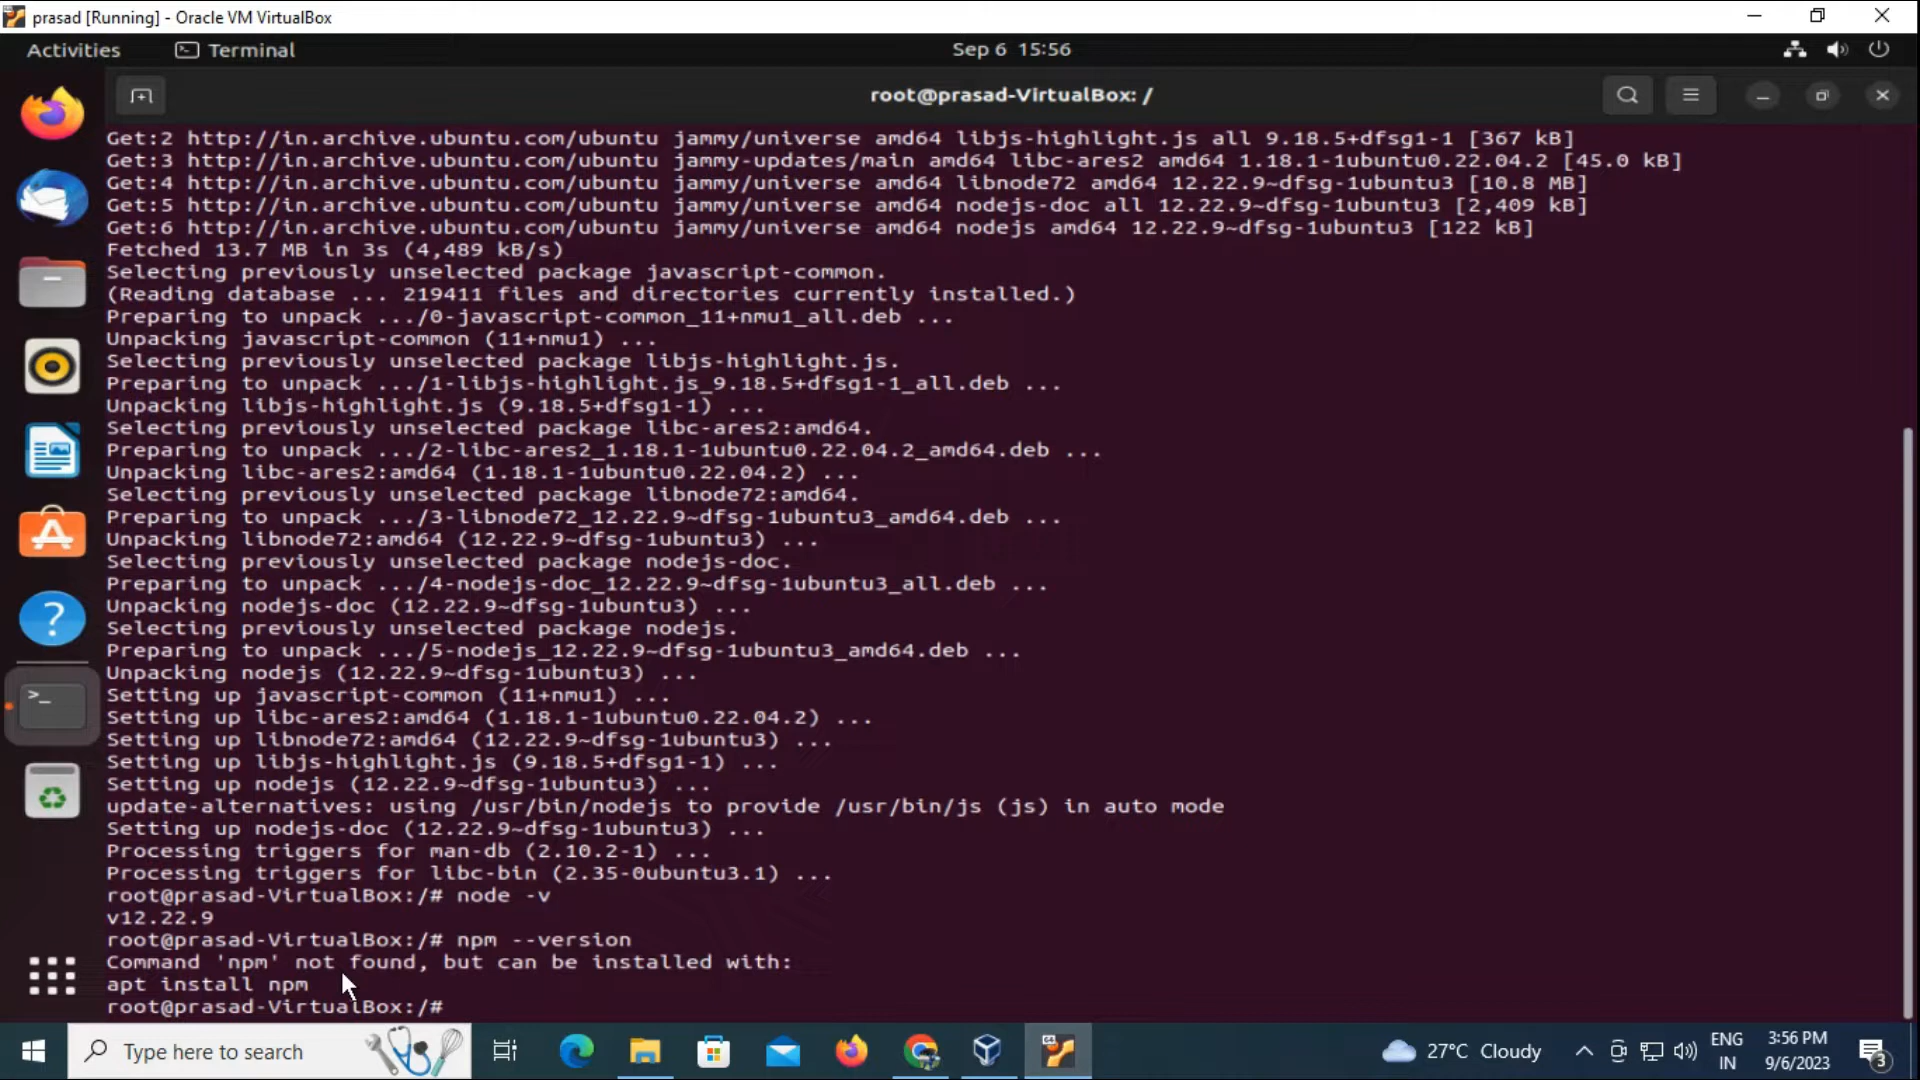 prasad [Running] - Oracle VM VirtualBox
Activities
Terminal
Sep 6 15:56
root@prasad-VirtualBox: /
Get:2 http://in.archive.ubuntu.com/ubuntu jammy/universe amd64 libjs-highlight.js all 9.18.5+dfsg1-1 [367 kB]
Get:3 http://in.archive.ubuntu.com/ubuntu jammy-updates/main amd64 libc-ares2 amd64 1.18.1-1ubuntu0.22.04.2 [45.0 kB]
Get:4 http://in.archive.ubuntu.com/ubuntu jammy/universe amd64 libnode72 amd64 12.22.9~dfsg-1ubuntu3 [10.8 MB]
Get:5 http://in.archive.ubuntu.com/ubuntu jammy/universe amd64 nodejs-doc all 12.22.9~dfsg-1ubuntu3 [2,409 kB]
Get:6 http://in.archive.ubuntu.com/ubuntu jammy/universe amd64 nodejs amd64 12.22.9~dfsg-1ubuntu3 [122 kB]
Fetched 13.7 MB in 3s (4,489 kB/s)
Selecting previously unselected package javascript-common.
(Reading database ... 219411 files and directories currently installed.)
Preparing to unpack .../0-javascript-common_11+nmu1_all.deb ...
Unpacking javascript-common (11+nmu1) ...
Selecting previously unselected package libjs-highlight.js.
Preparing to unpack .../1-libjs-highlight.js_9.18.5+dfsg1-1_all.deb ...
Unpacking libjs-highlight.js (9.18.5+dfsg1-1) ...
Selecting previously unselected package libc-ares2:amd64.
Preparing to unpack .../2-libc-ares2_1.18.1-1ubuntu0.22.04.2_amd64.deb ...
Unpacking libc-ares2:amd64 (1.18.1-1ubuntu0.22.04.2) ...
Selecting previously unselected package libnode72:amd64.
Preparing to unpack .../3-libnode72_12.22.9~dfsg-1ubuntu3_amd64.deb ...
Unpacking libnode72:amd64 (12.22.9~dfsg-1ubuntu3) ...
Selecting previously unselected package nodejs-doc.
Preparing to unpack .../4-nodejs-doc_12.22.9~dfsg-1ubuntu3_all.deb ...
Unpacking nodejs-doc (12.22.9~dfsg-1ubuntu3) ...
Selecting previously unselected package nodejs.
Preparing to unpack .../5-nodejs_12.22.9~dfsg-1ubuntu3_amd64.deb ...
Unpacking nodejs (12.22.9~dfsg-1ubuntu3) ...
Setting up javascript-common (11+nmu1) ...
Setting up libc-ares2:amd64 (1.18.1-1ubuntu0.22.04.2) ...
Setting up libnode72:amd64 (12.22.9~dfsg-1ubuntu3) ...
Setting up libjs-highlight.js (9.18.5+dfsg1-1) ...
Setting up nodejs (12.22.9~dfsg-1ubuntu3) ...
update-alternatives: using /usr/bin/nodejs to provide /usr/bin/js (js) in auto mode
Setting up nodejs-doc (12.22.9~dfsg-1ubuntu3) ...
Processing triggers for man-db (2.10.2-1) ...
Processing triggers for libc-bin (2.35-0ubuntu3.1) ...
root@prasad-VirtualBox:/# node -v
v12.22.9
root@prasad-VirtualBox:/# npm --version
Command 'npm' not found, but can be installed with:
apt install npm
root@prasad-VirtualBox:/#
Type here to search
27°C Cloudy
ENG
IN
3:56 PM
9/6/2023
3